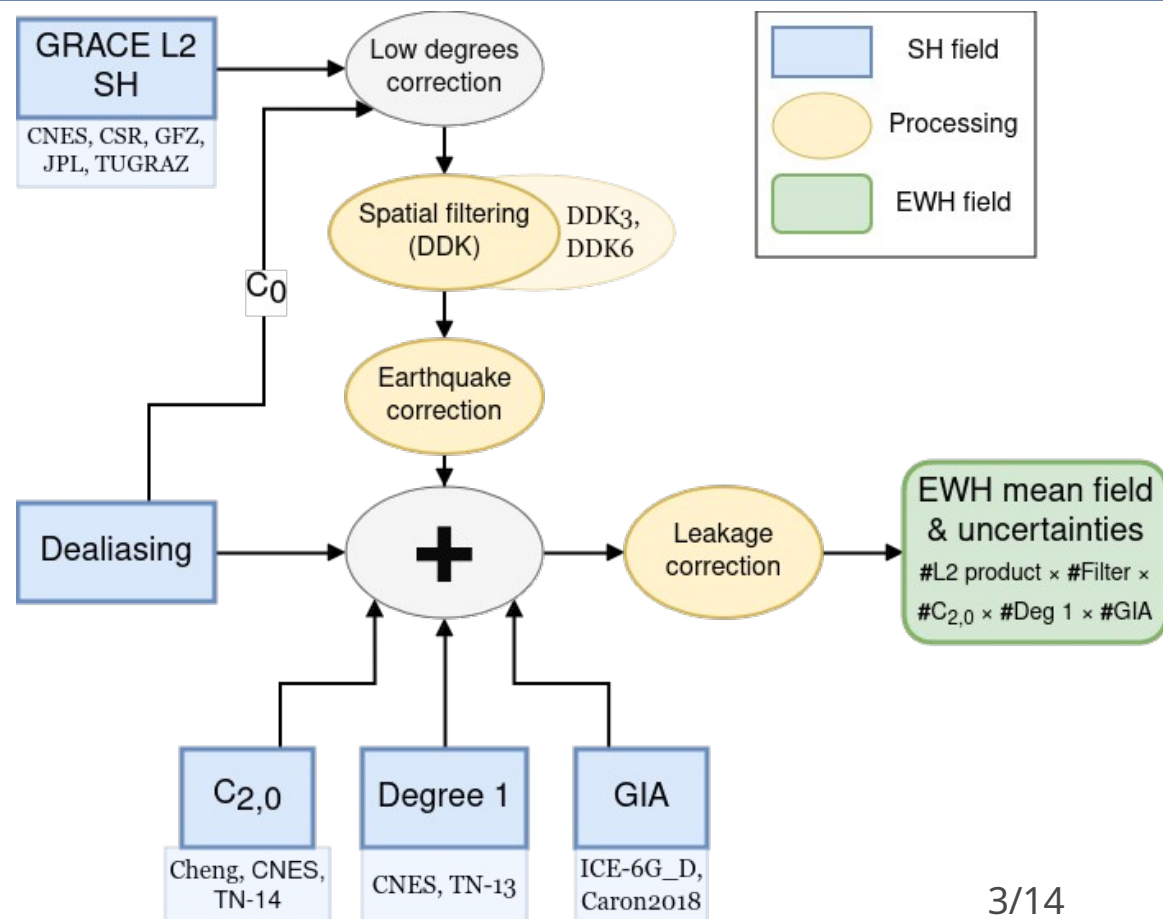 GRACE L2
SH
CNES, CSR, GFZ,
JPL, TUGRAZ
Low degrees
correction
SH field
Processing
EWH field
Spatial filtering
(DDK)
DDK3,
DDK6
C0
Earthquake
correction
Dealiasing
+
Leakage
correction
EWH mean field
& uncertainties
#L2 product × #Filter ×
#C2,0 × #Deg 1 × #GIA
C2,0
Cheng, CNES,
TN-14
Degree 1
CNES, TN-13
GIA
ICE-6G_D,
Caron2018
3/14